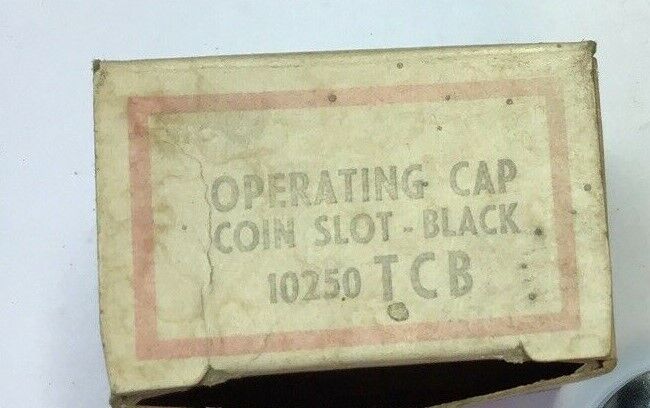 OPERATING CAP
COIN SLOT - BLACK
10250 TCB